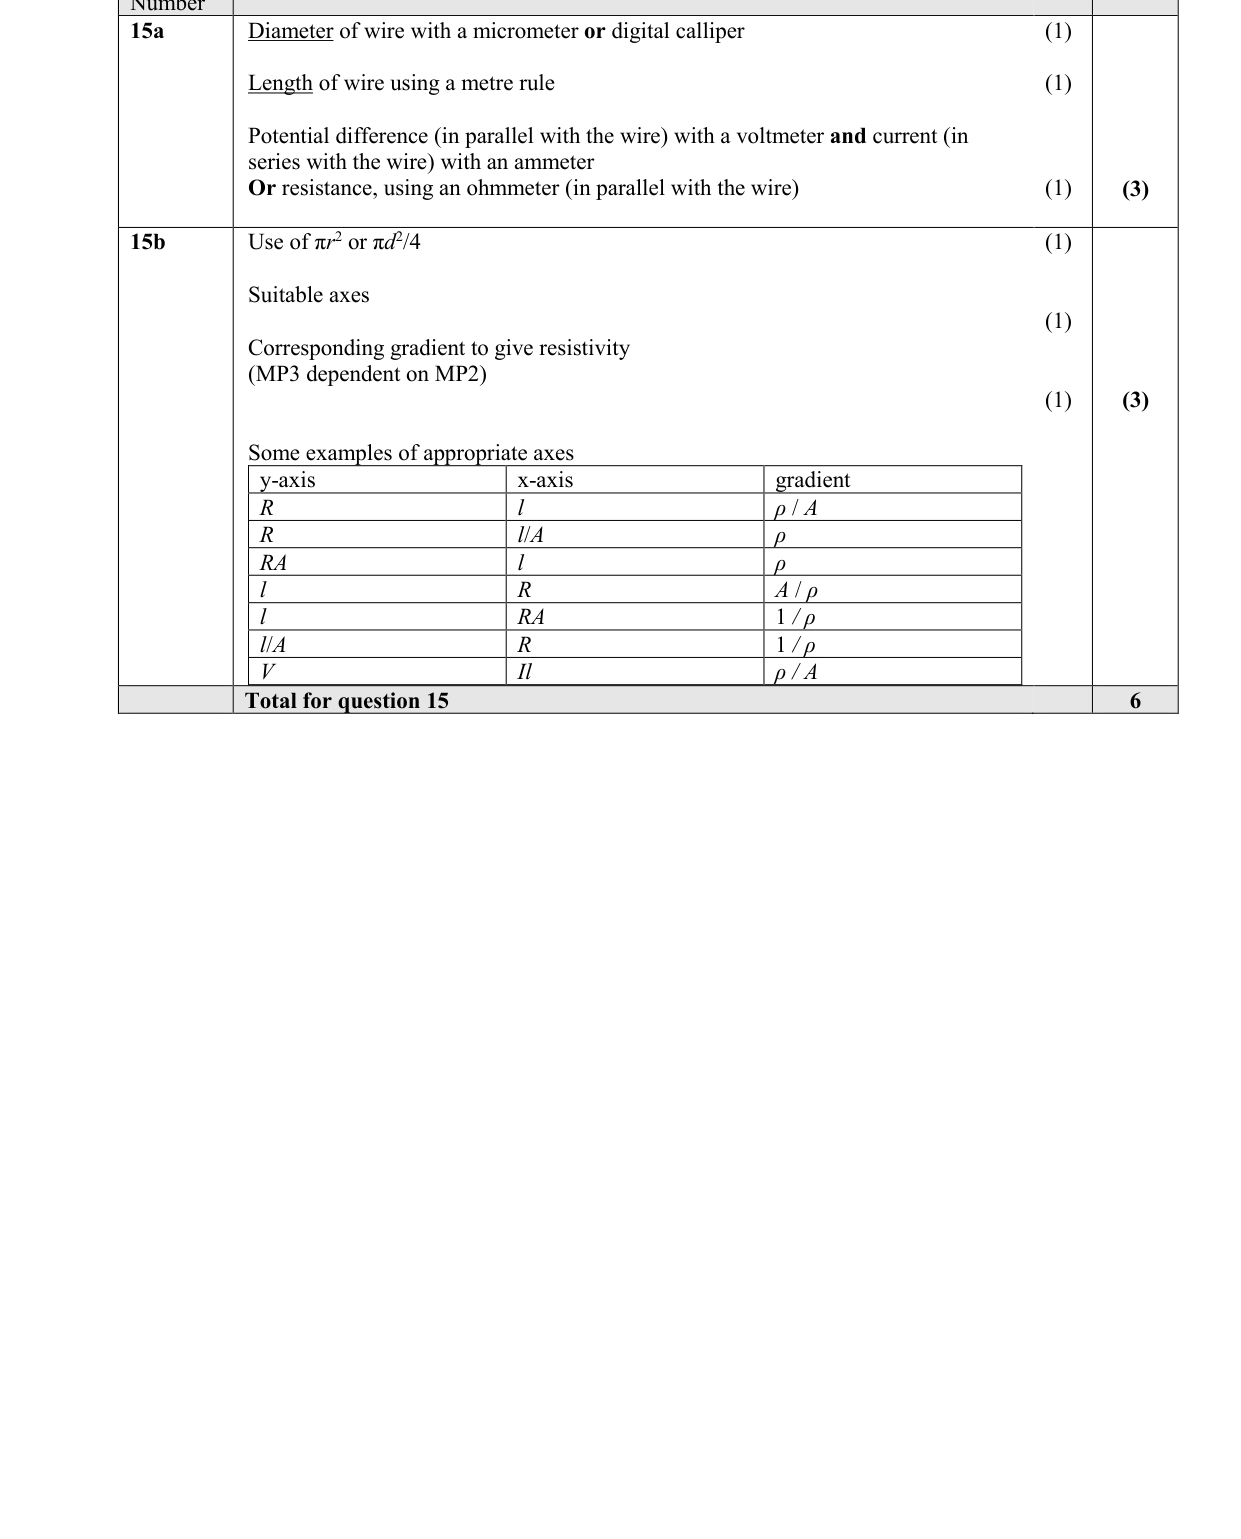 Number
15a Diameter of wire with a micrometer or digital calliper (1)
Length of wire using a metre rule (1)
Potential difference (in parallel with the wire) with a voltmeter and current (in
series with the wire) with an ammeter
Or resistance, using an ohmmeter (in parallel with the wire) (1) (3)
15b Use of πr² or πd²/4 (1)
Suitable axes
(1)
Corresponding gradient to give resistivity
(MP3 dependent on MP2)
(1) (3)
Some examples of appropriate axes
y-axis x-axis gradient
R l ρ / A
R l/A ρ
RA l ρ
l R A / ρ
l RA 1 / ρ
l/A R 1 / ρ
V Il ρ / A
Total for question 15 6